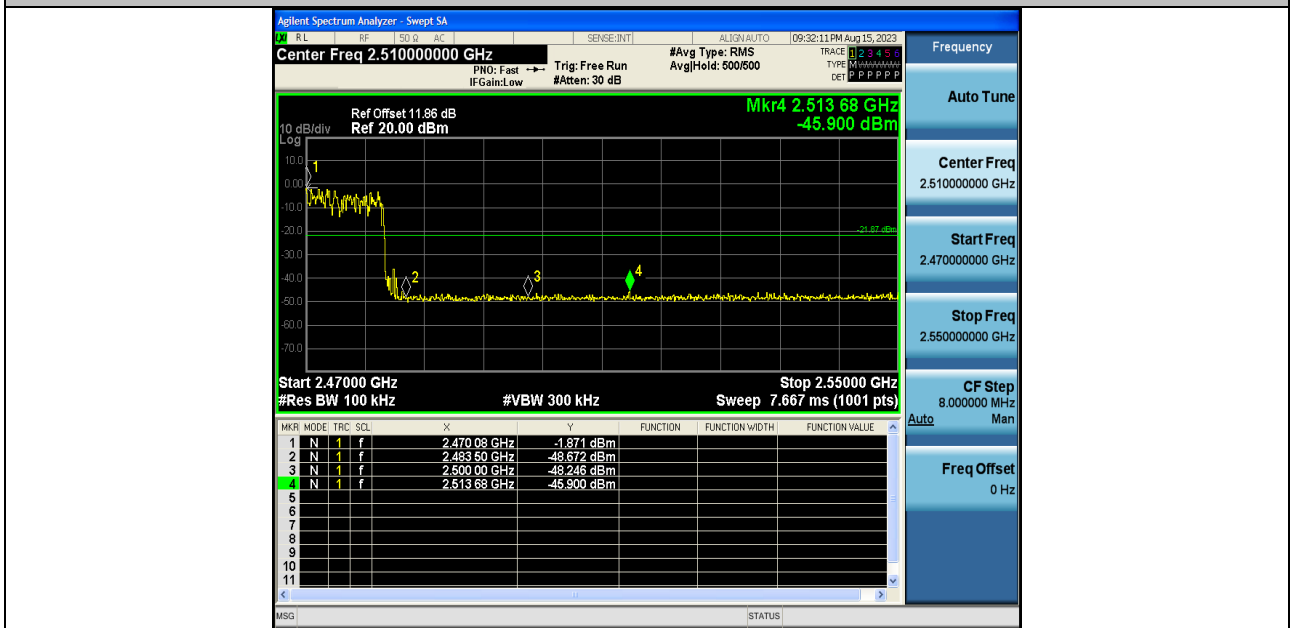 Agilent Spectrum Analyzer - Swept SA
RL RF 50 Ω AC SENSE:INT ALIGN AUTO 09:32:11 PM Aug 15, 2023
Center Freq 2.510000000 GHz
PNO: Fast
IFGain:Low
Trig: Free Run
#Atten: 30 dB
#Avg Type: RMS
Avg|Hold: 500/500
TRACE 1 2 3 4 5 6
TYPE M
DET P P P P P P
Ref Offset 11.86 dB
Ref 20.00 dBm
10 dB/div
Log
Mkr4 2.513 68 GHz
-45.900 dBm
10.0
0.00
-10.0
-20.0
-30.0
-40.0
-50.0
-60.0
-70.0
1
2
3
4
-21.87 dBm
Start 2.47000 GHz
Stop 2.55000 GHz
#Res BW 100 kHz
#VBW 300 kHz
Sweep 7.667 ms (1001 pts)
MKR MODE TRC SCL X Y FUNCTION FUNCTION WIDTH FUNCTION VALUE
1 N 1 f 2.470 08 GHz -1.871 dBm
2 N 1 f 2.483 50 GHz -48.672 dBm
3 N 1 f 2.500 00 GHz -48.246 dBm
4 N 1 f 2.513 68 GHz -45.900 dBm
5
6
7
8
9
10
11
MSG
STATUS
Frequency
Auto Tune
Center Freq
2.510000000 GHz
Start Freq
2.470000000 GHz
Stop Freq
2.550000000 GHz
CF Step
8.000000 MHz
Auto Man
Freq Offset
0 Hz